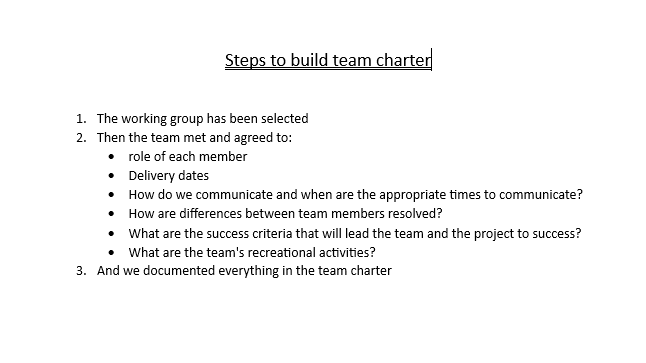 Steps to build team charter
1. The working group has been selected
2. Then the team met and agreed to:
• role of each member
• Delivery dates
• How do we communicate and when are the appropriate times to communicate?
• How are differences between team members resolved?
• What are the success criteria that will lead the team and the project to success?
• What are the team's recreational activities?
3. And we documented everything in the team charter